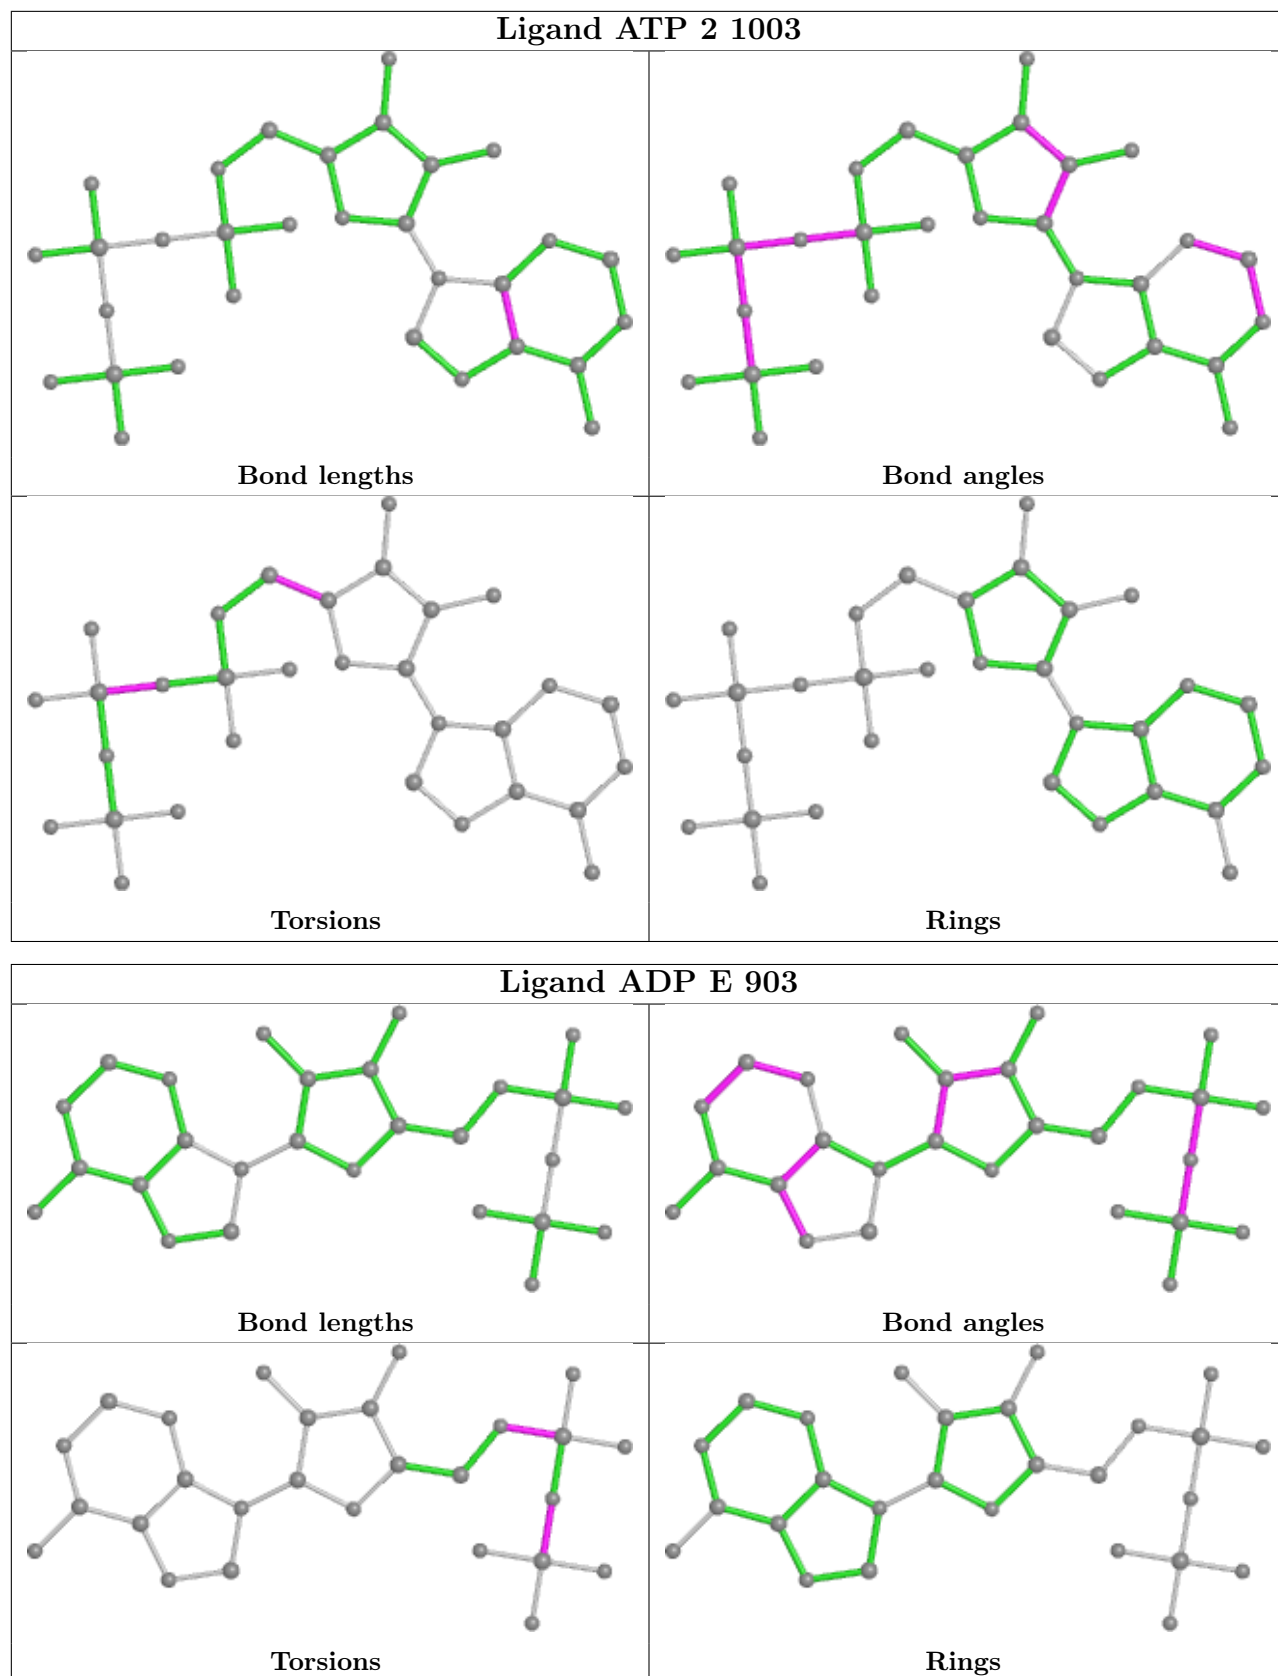 Ligand ATP 2 1003
Bond lengths
Bond angles
Torsions
Rings
Ligand ADP E 903
Bond lengths
Bond angles
Torsions
Rings